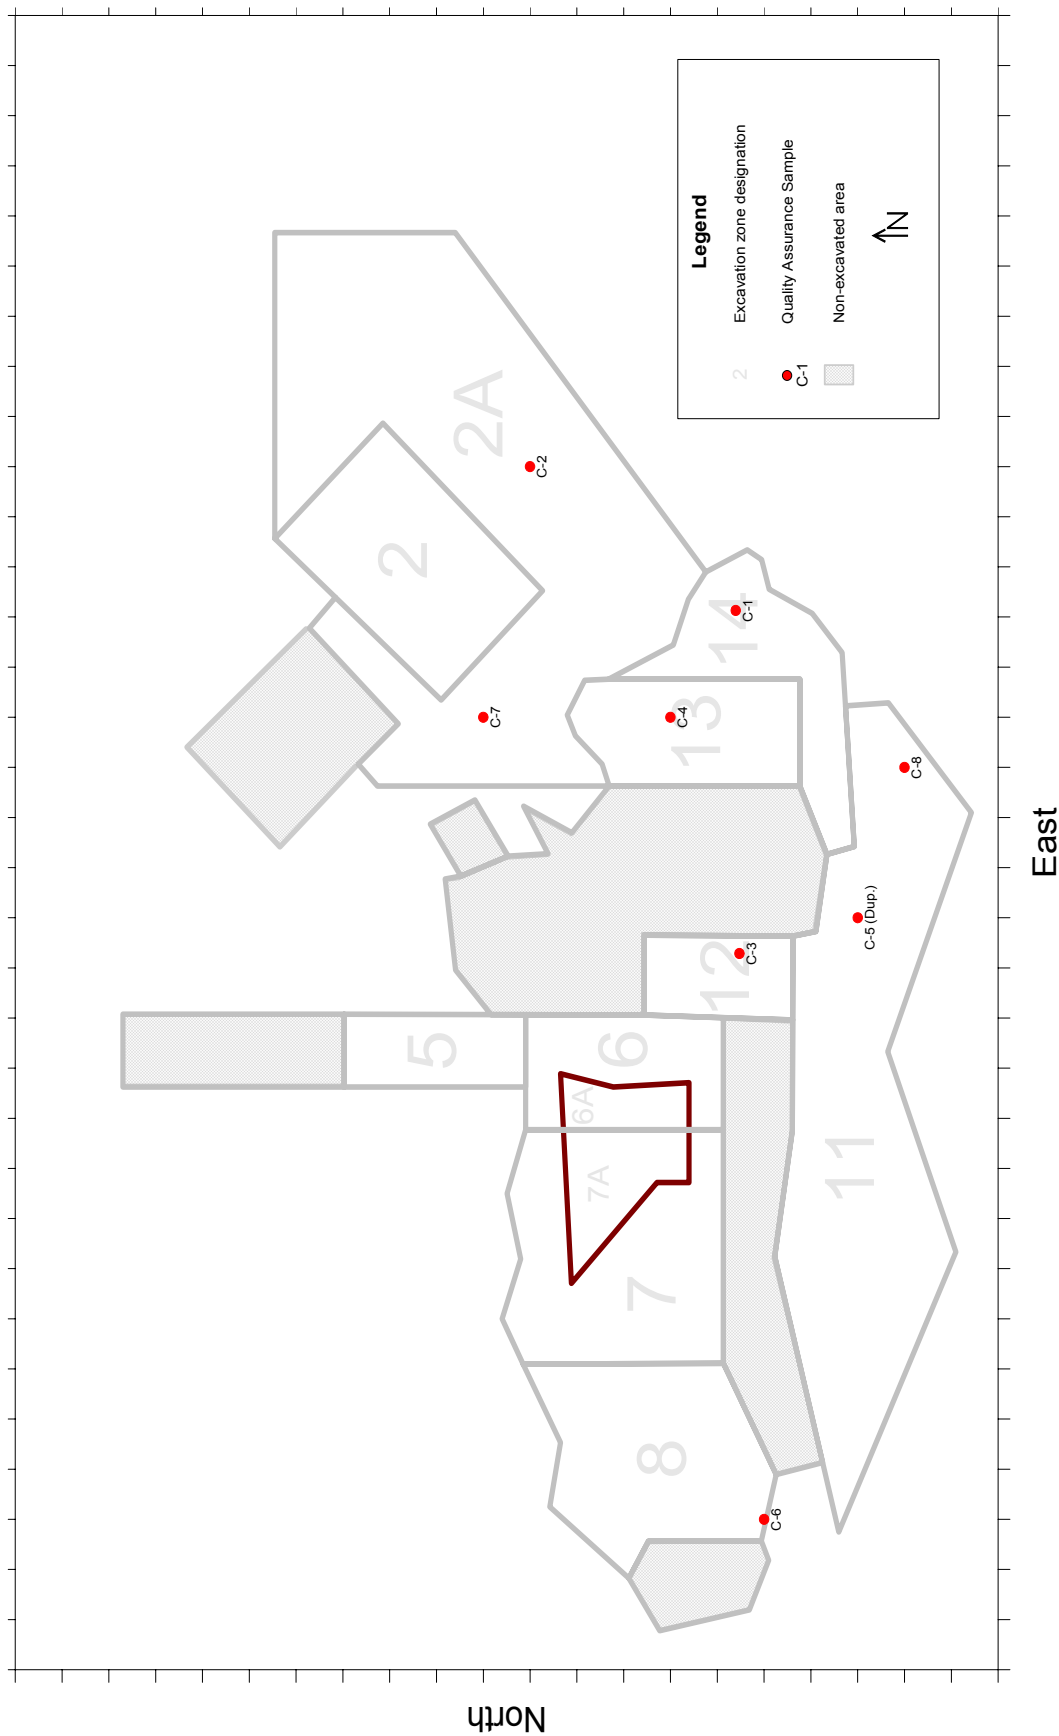 2A
C-2
2
C-7
14
C-1
13
C-4
C-8
12
C-3
C-5 (Dup.)
5
6
6A
7A
7
11
8
C-6
Legend
2 Excavation zone designation
C-1 Quality Assurance Sample
Non-excavated area
N
East
North